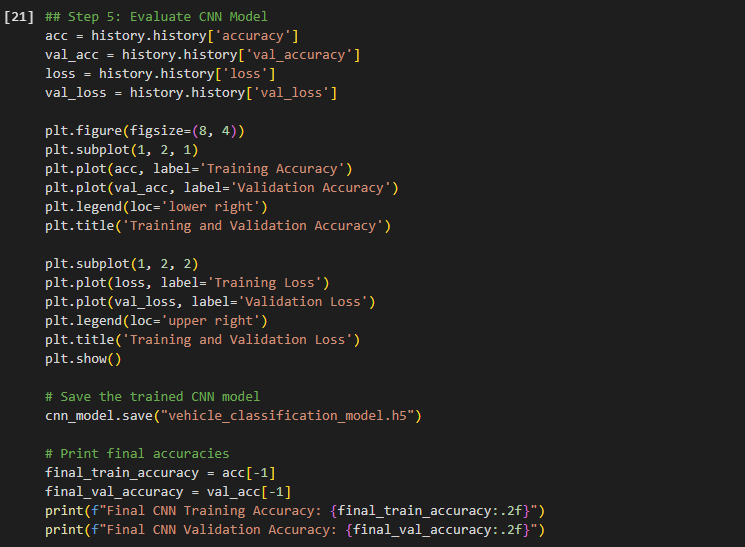 [21] ## Step 5: Evaluate CNN Model
acc = history.history['accuracy']
val_acc = history.history['val_accuracy']
loss = history.history['loss']
val_loss = history.history['val_loss']

plt.figure(figsize=(8, 4))
plt.subplot(1, 2, 1)
plt.plot(acc, label='Training Accuracy')
plt.plot(val_acc, label='Validation Accuracy')
plt.legend(loc='lower right')
plt.title('Training and Validation Accuracy')

plt.subplot(1, 2, 2)
plt.plot(loss, label='Training Loss')
plt.plot(val_loss, label='Validation Loss')
plt.legend(loc='upper right')
plt.title('Training and Validation Loss')
plt.show()

# Save the trained CNN model
cnn_model.save("vehicle_classification_model.h5")

# Print final accuracies
final_train_accuracy = acc[-1]
final_val_accuracy = val_acc[-1]
print(f"Final CNN Training Accuracy: {final_train_accuracy:.2f}")
print(f"Final CNN Validation Accuracy: {final_val_accuracy:.2f}")